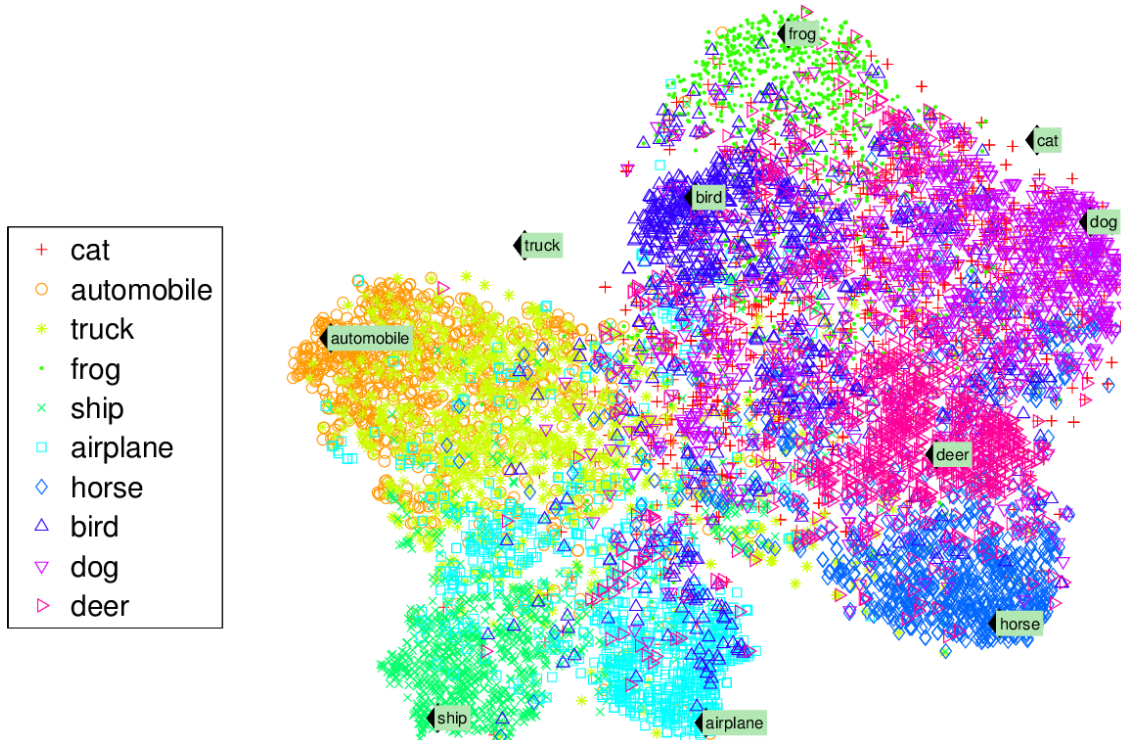 cat
automobile
truck
frog
ship
airplane
horse
bird
dog
deer
frog
cat
bird
dog
truck
automobile
deer
horse
ship
airplane